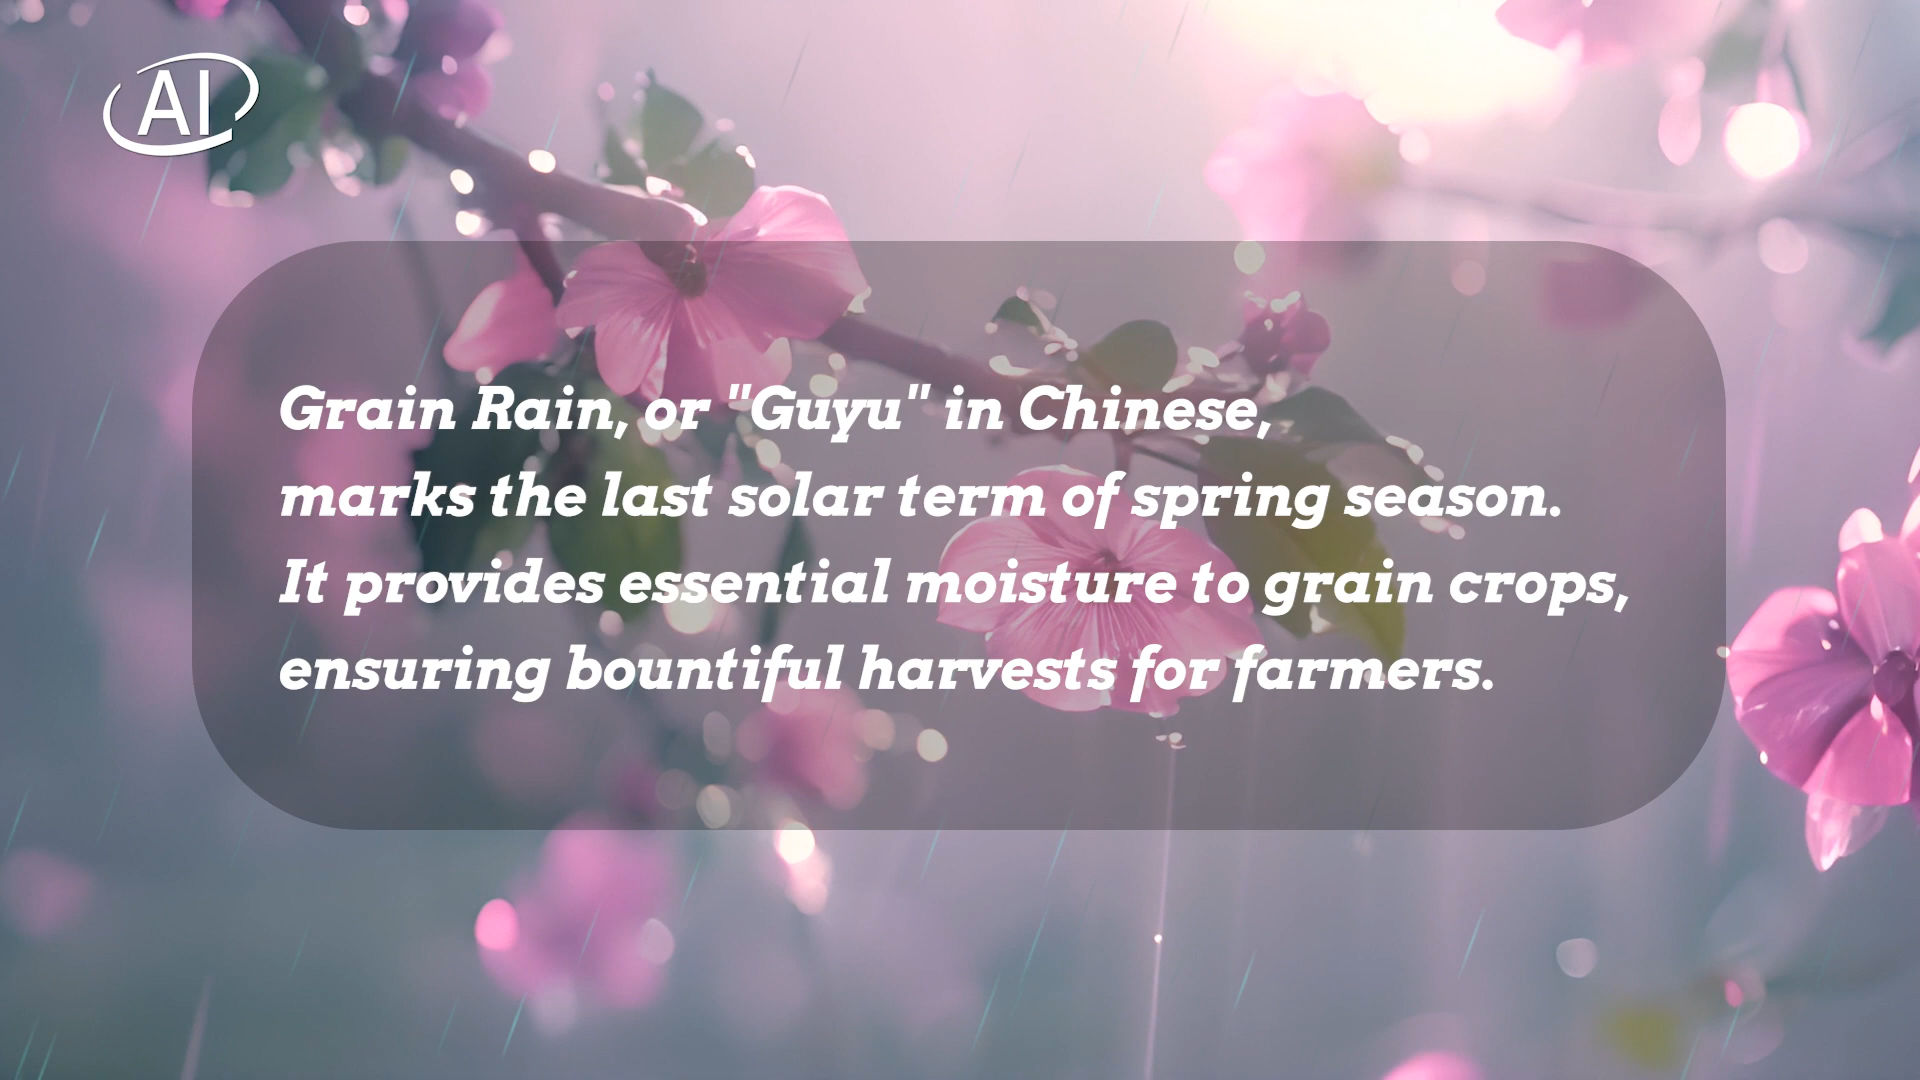 AI
Grain Rain, or "Guyu" in Chinese,
marks the last solar term of spring season.
It provides essential moisture to grain crops,
ensuring bountiful harvests for farmers.